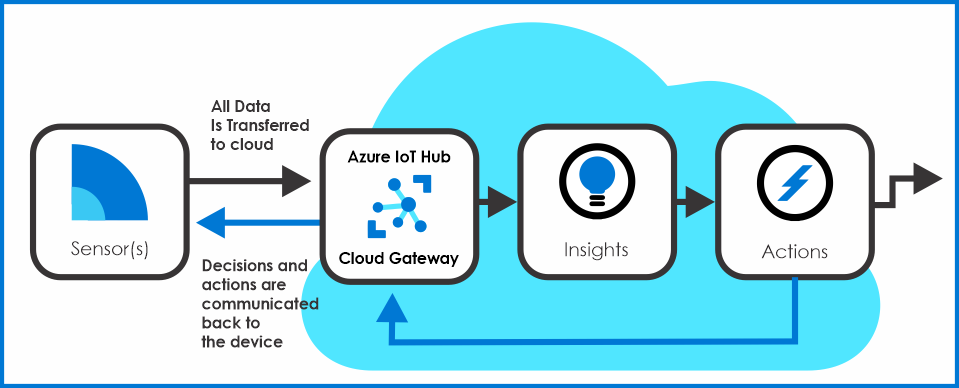 All Data
Is Transferred
to cloud
Sensor(s)
Decisions and
actions are
communicated
back to
the device
Azure IoT Hub
Cloud Gateway
Insights
Actions